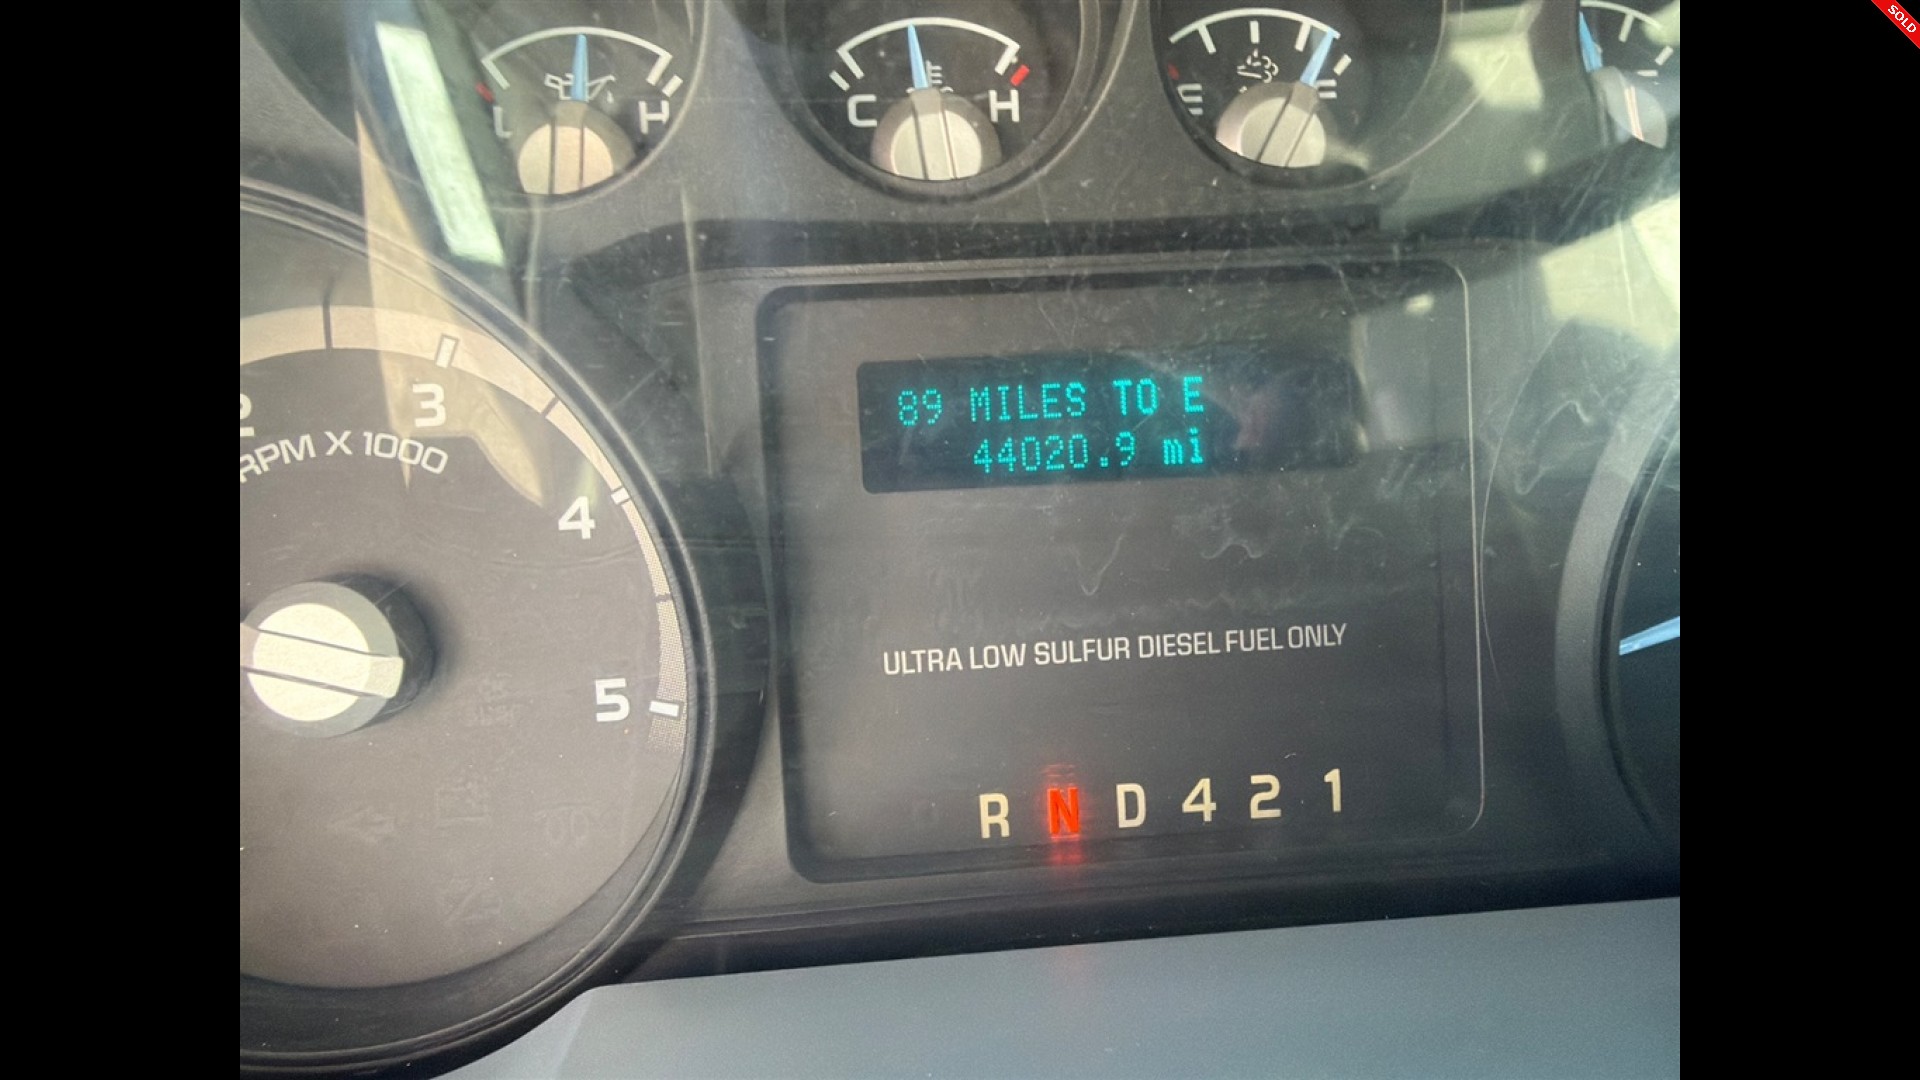 SOLD
L H
C H
E F
89 MILES TO E
44020.9 mi
2 3 4 5
RPM X 1000
ULTRA LOW SULFUR DIESEL FUEL ONLY
R N D 4 2 1